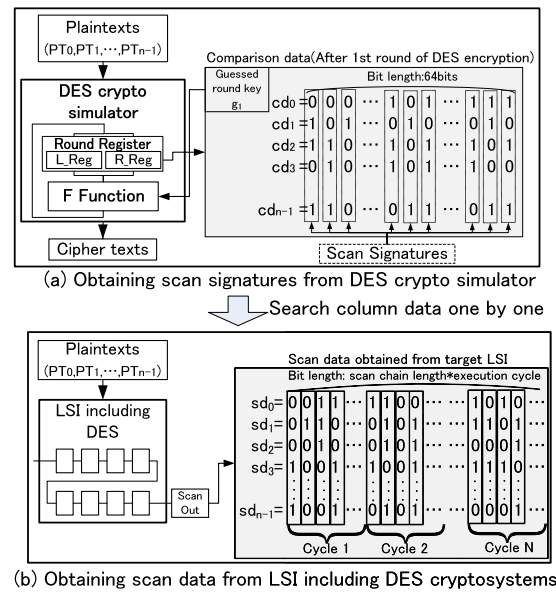 Plaintexts
(PT0,PT1,⋯,PTn-1)
DES crypto
simulator
Round Register
L_Reg R_Reg
F Function
Cipher texts
Comparison data(After 1st round of DES encryption)
Guessed
round key
g1
Bit length:64bits
cd0=0 0 0 ⋯ 1 0 1 ⋯ 1 1 1
cd1=1 0 1 ⋯ 0 1 0 ⋯ 1 0 1
cd2=1 1 0 ⋯ 1 0 1 ⋯ 0 1 1
cd3=0 1 0 ⋯ 1 0 1 ⋯ 0 0 1
cdn-1=1 1 0 ⋯ 0 1 1 ⋯ 0 1 1
Scan Signatures
(a) Obtaining scan signatures from DES crypto simulator
Search column data one by one
Plaintexts
(PT0,PT1,⋯,PTn-1)
LSI including
DES
Scan
Out
Scan data obtained from target LSI
Bit length: scan chain length*execution cycle
sd0=0 0 1 1 ⋯ 1 1 0 0 ⋯ ⋯ 1 0 1 0 ⋯
sd1=0 1 0 1 ⋯ 0 1 0 1 ⋯ ⋯ 0 0 1 0 ⋯
sd2=0 0 1 0 ⋯ 0 0 0 1 ⋯ ⋯ 0 0 0 1 ⋯
sd3=1 0 0 1 ⋯ 1 0 0 1 ⋯ ⋯ 1 1 1 0 ⋯
sdn-1=1 0 0 1 ⋯ 0 1 0 1 ⋯ ⋯ 0 0 0 1 ⋯
Cycle 1 Cycle 2 Cycle N
(b) Obtaining scan data from LSI including DES cryptosystems